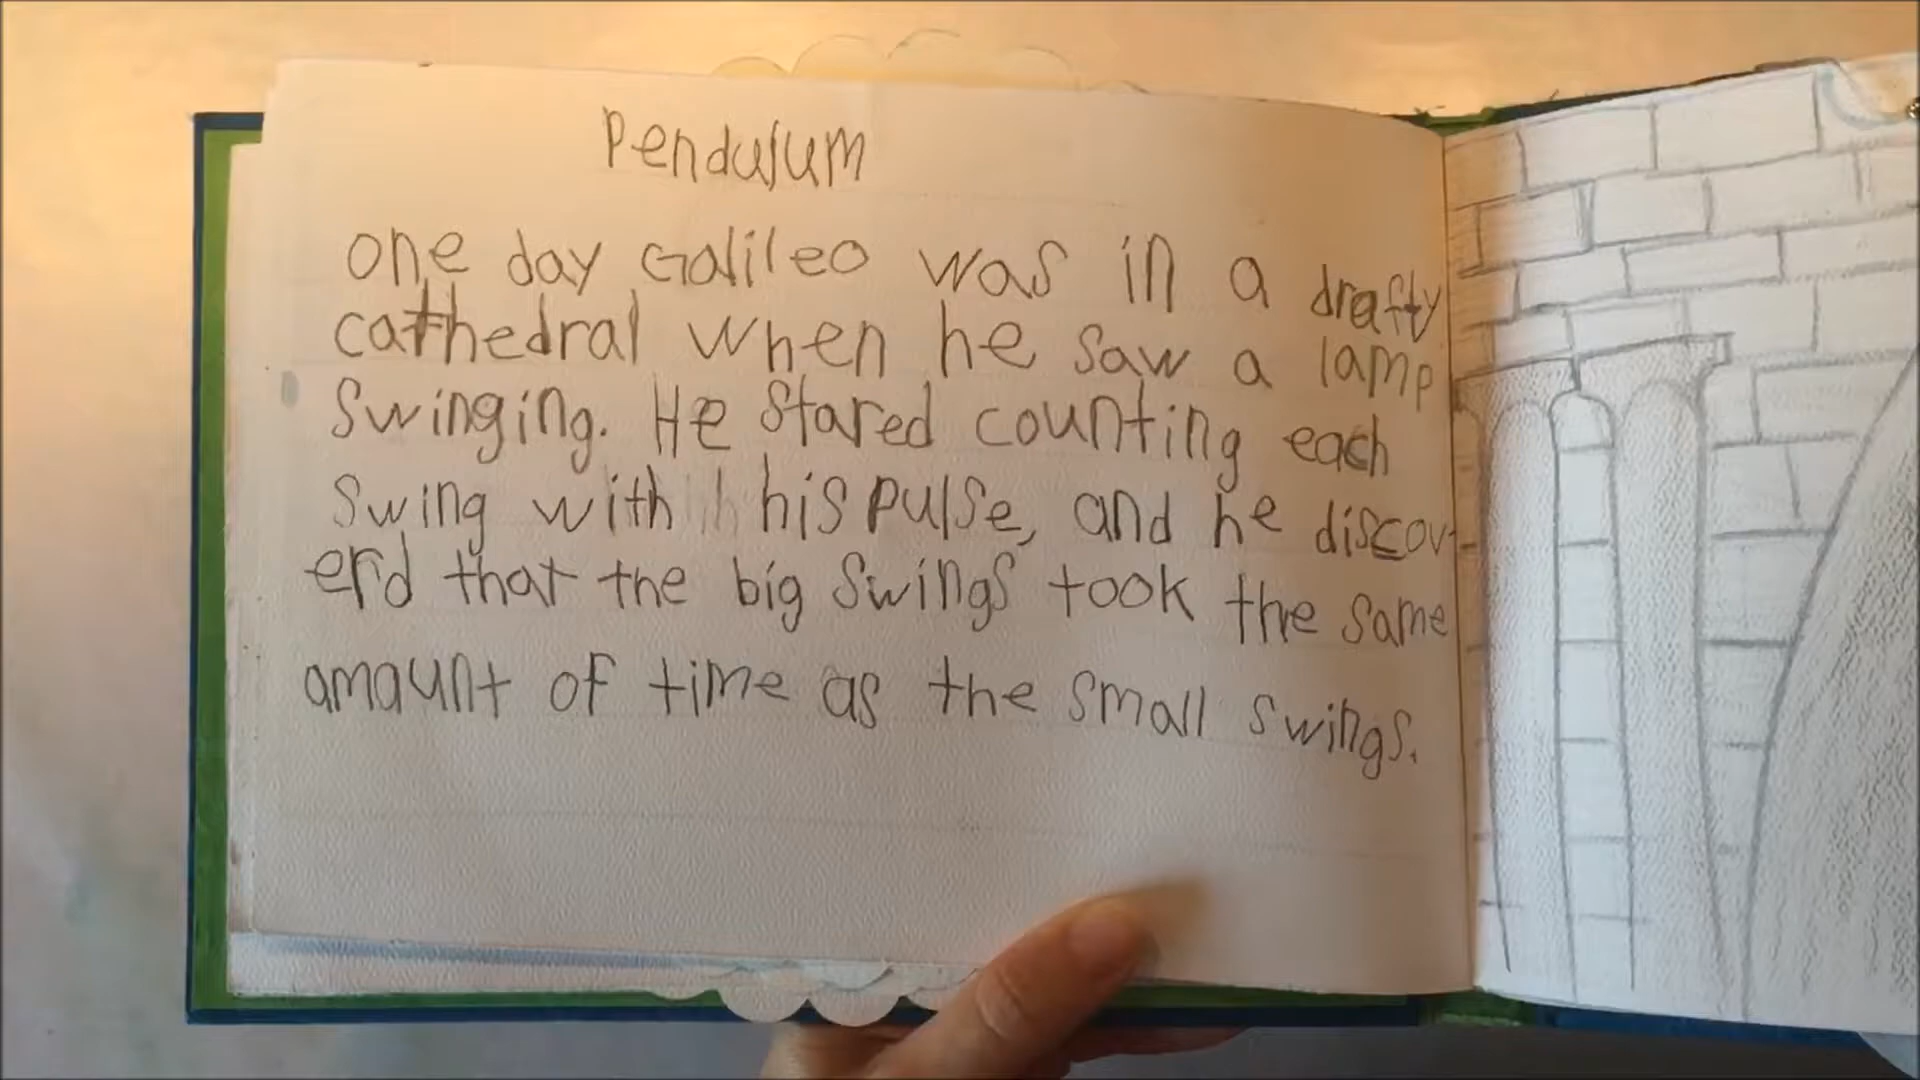 Pendulum
one day Galileo was in a drafty
cathedral when he saw a lamp
swinging. He stared counting each
swing with his pulse, and he discov-
erd that the big swings took the same
amaunt of time as the small swings.